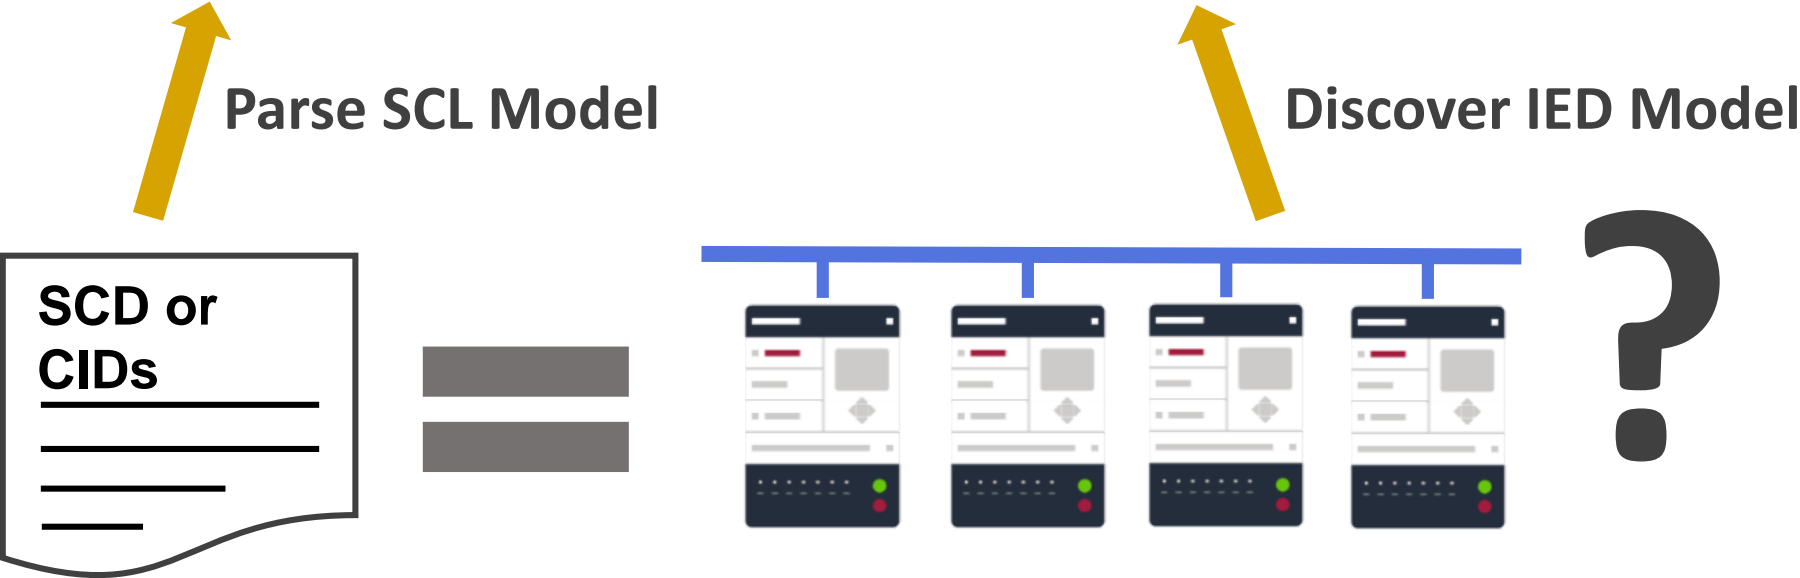 Parse SCL Model
Discover IED Model
SCD or
CIDs
?